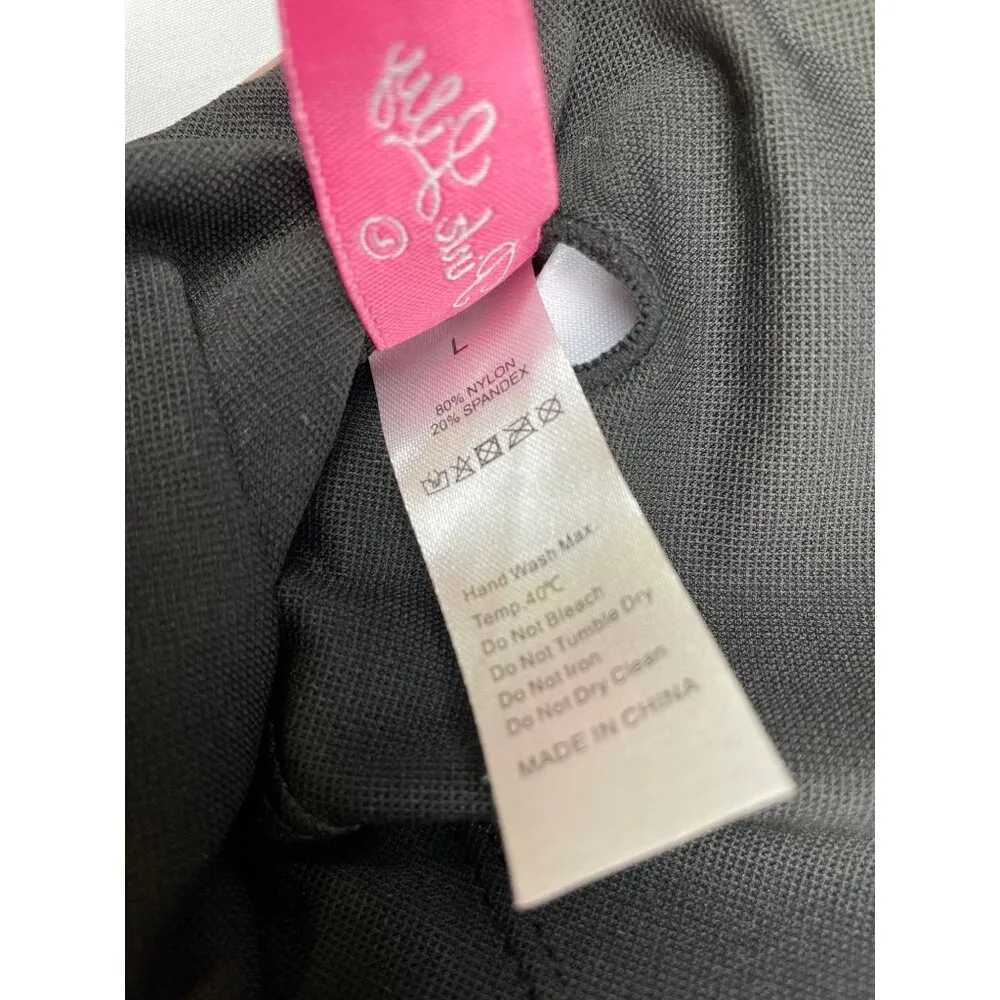 L
80% NYLON
20% SPANDEX
Hand Wash Max.
Temp.40℃
Do Not Bleach
Do Not Tumble Dry
Do Not Iron
Do Not Dry Clean
MADE IN CHINA